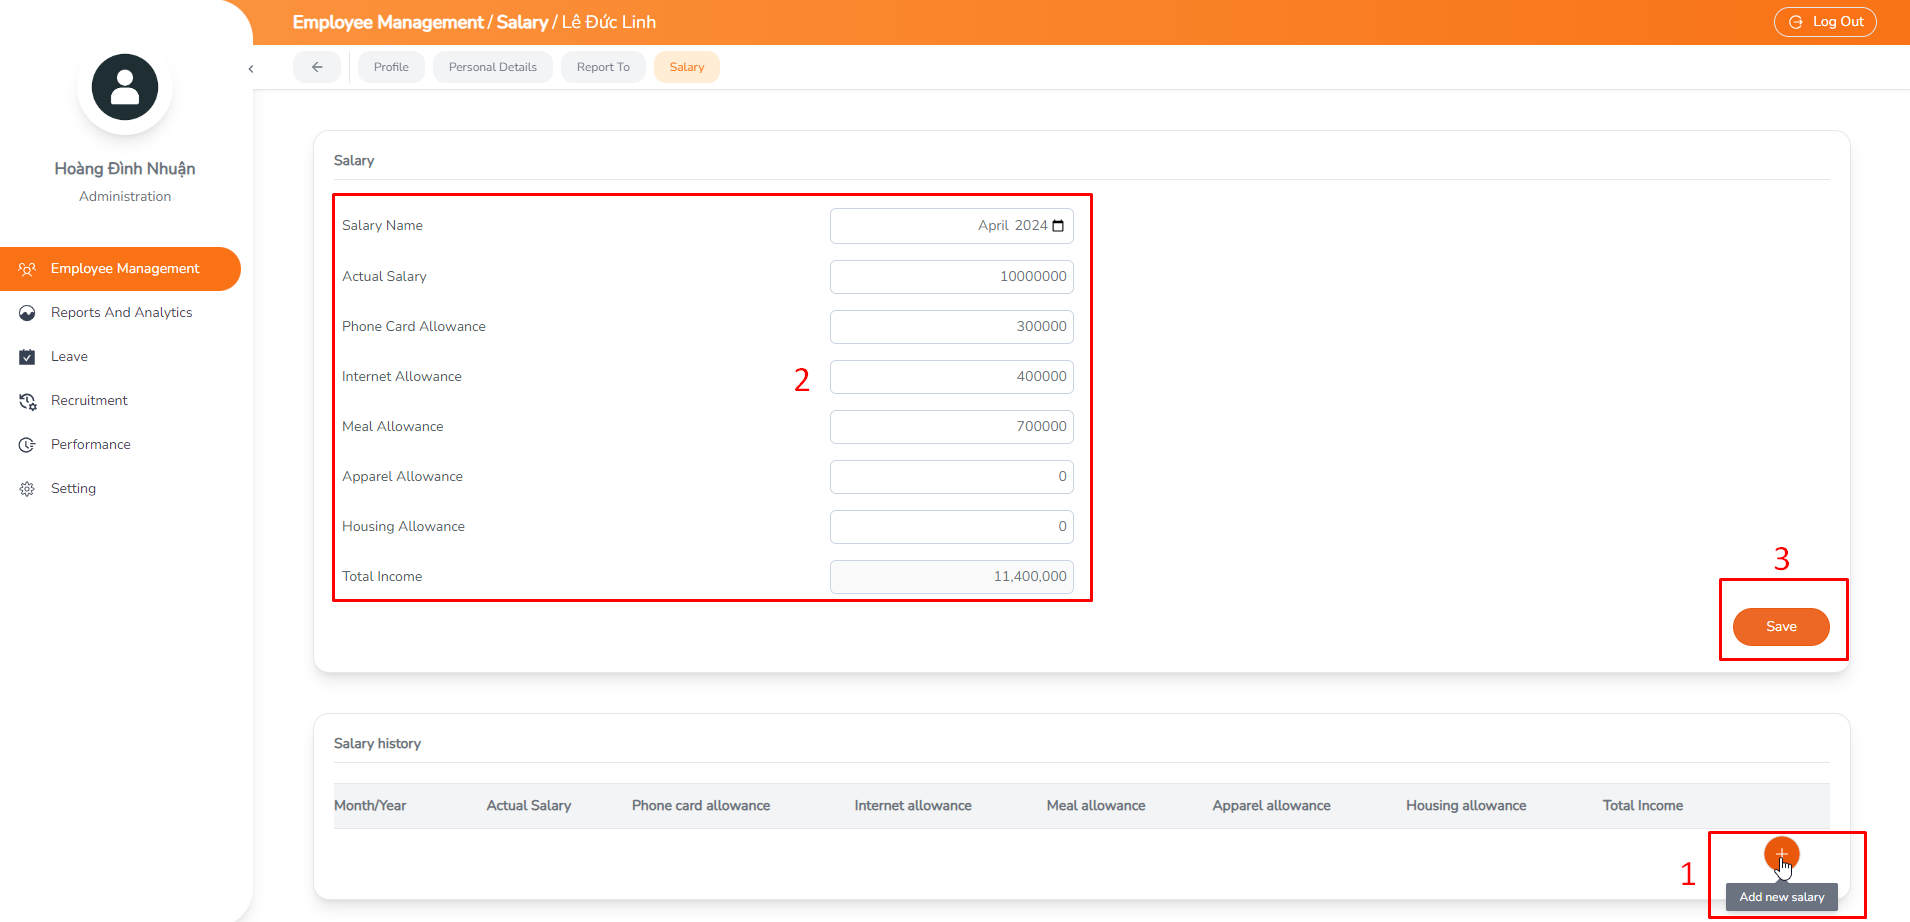 Employee Management / Salary / Lê Đức Linh
Log Out
Profile
Personal Details
Report To
Salary
Hoàng Đình Nhuận
Administration
Employee Management
Reports And Analytics
Leave
Recruitment
Performance
Setting
Salary
Salary Name
April 2024
Actual Salary
10000000
Phone Card Allowance
300000
Internet Allowance
2
400000
Meal Allowance
700000
Apparel Allowance
0
Housing Allowance
0
Total Income
11,400,000
3
Save
Salary history
Month/Year
Actual Salary
Phone card allowance
Internet allowance
Meal allowance
Apparel allowance
Housing allowance
Total Income
1
Add new salary